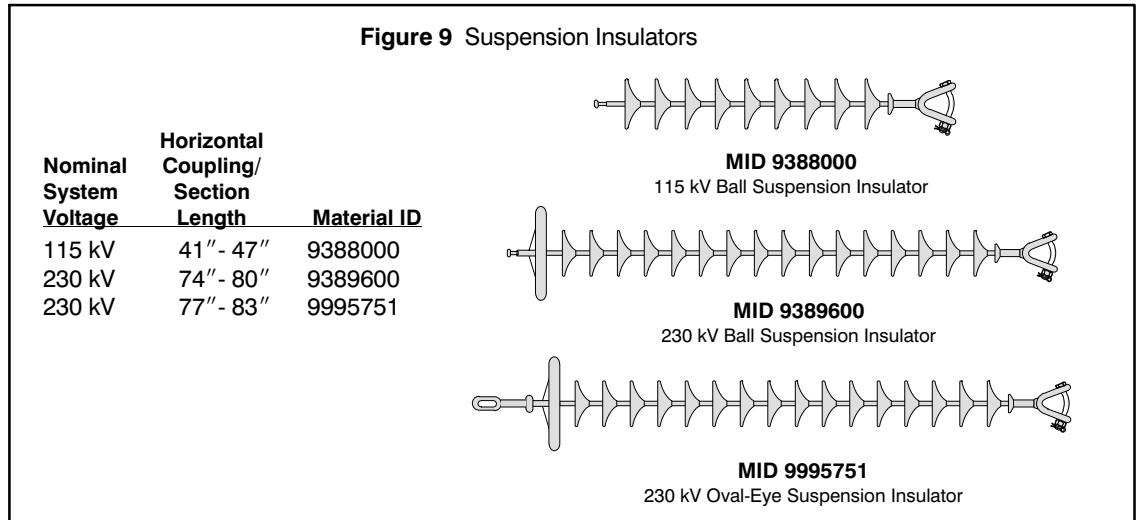 Figure 9 Suspension Insulators
Horizontal
Nominal Coupling/
System Section
Voltage Length Material ID
115 kV 41″- 47″ 9388000
230 kV 74″- 80″ 9389600
230 kV 77″- 83″ 9995751
MID 9388000
115 kV Ball Suspension Insulator
MID 9389600
230 kV Ball Suspension Insulator
MID 9995751
230 kV Oval-Eye Suspension Insulator